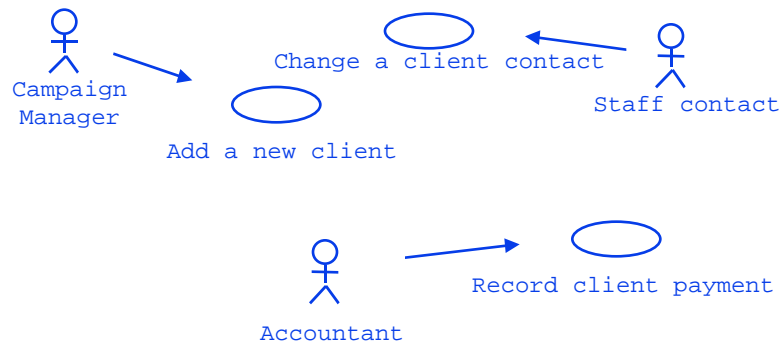 Change a client contact
Campaign
Manager
Staff contact
Add a new client
Record client payment
Accountant